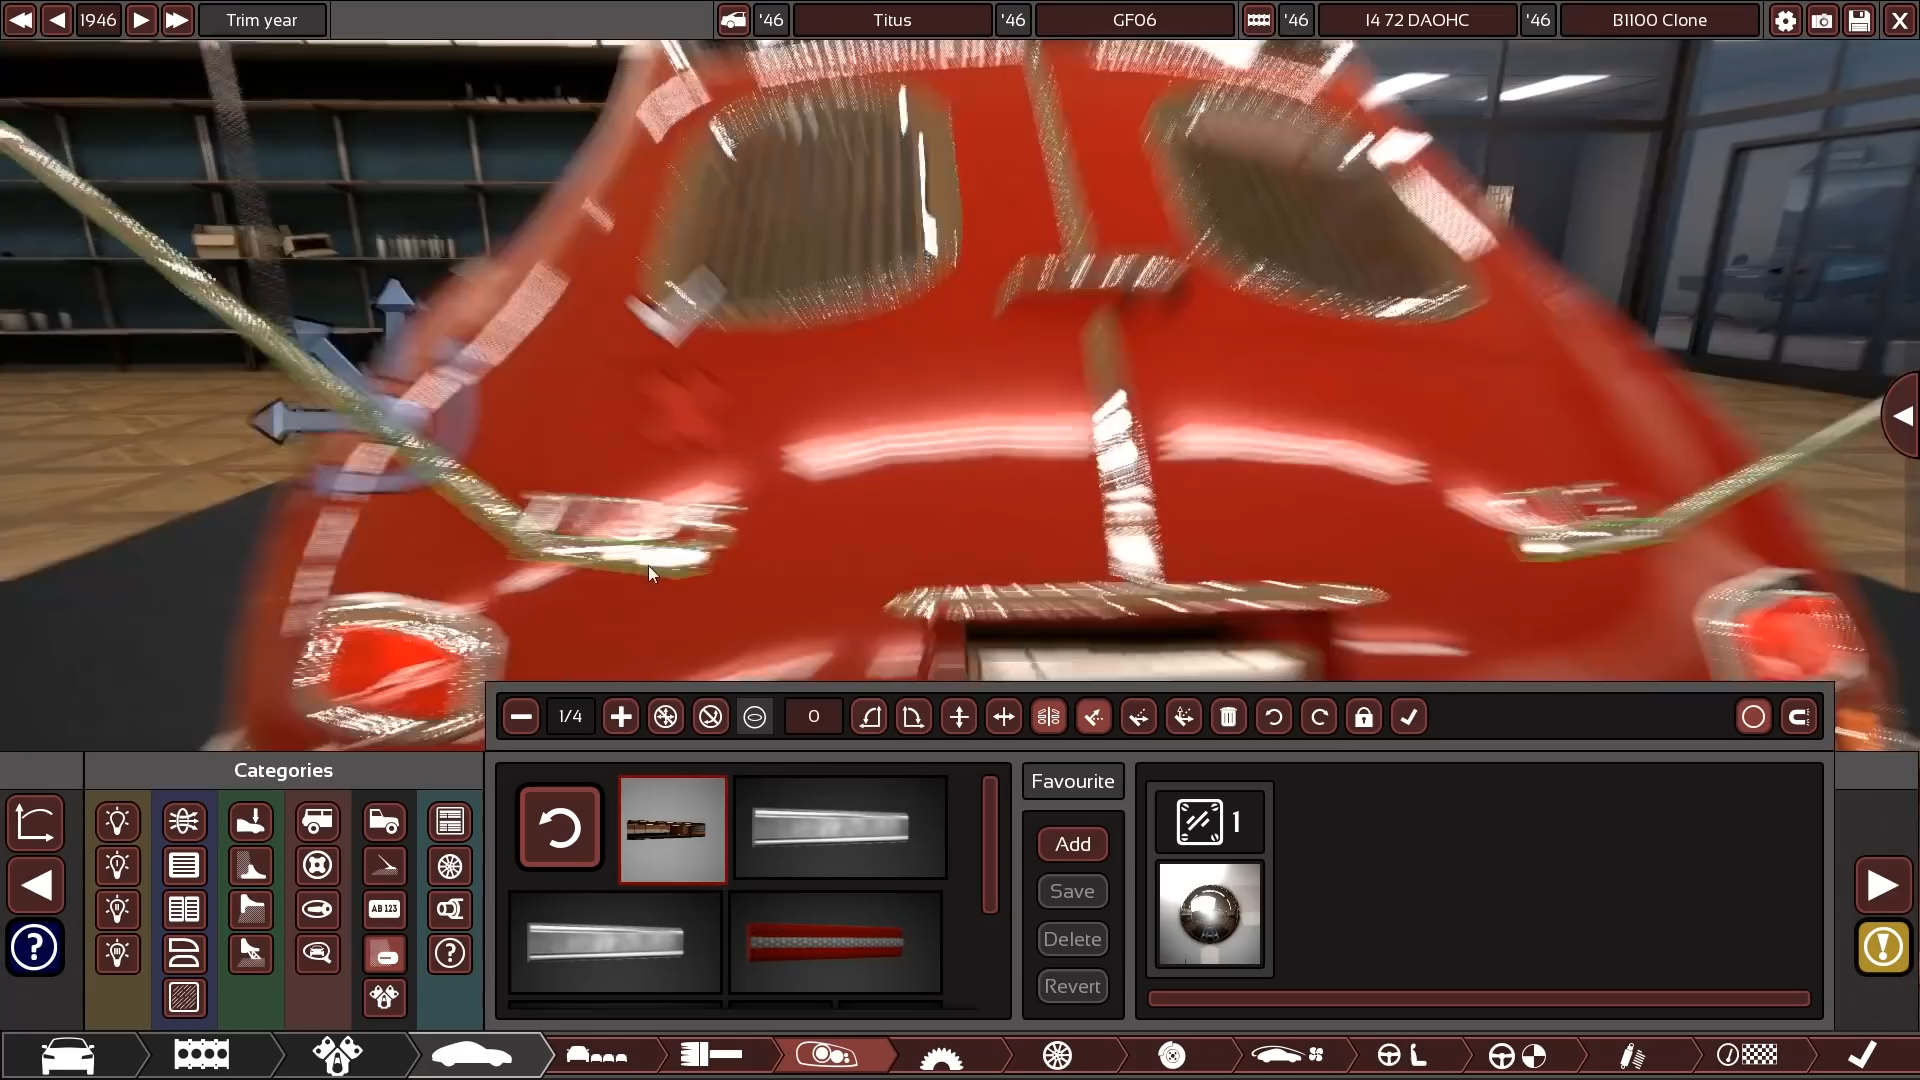 1946
Trim year
'46
Titus
'46
GF06
'46
I4 72 DAOHC
'46
B1100 Clone
X
1/4
0
Categories
AB 123
Favourite
Add
Save
Delete
Revert
1